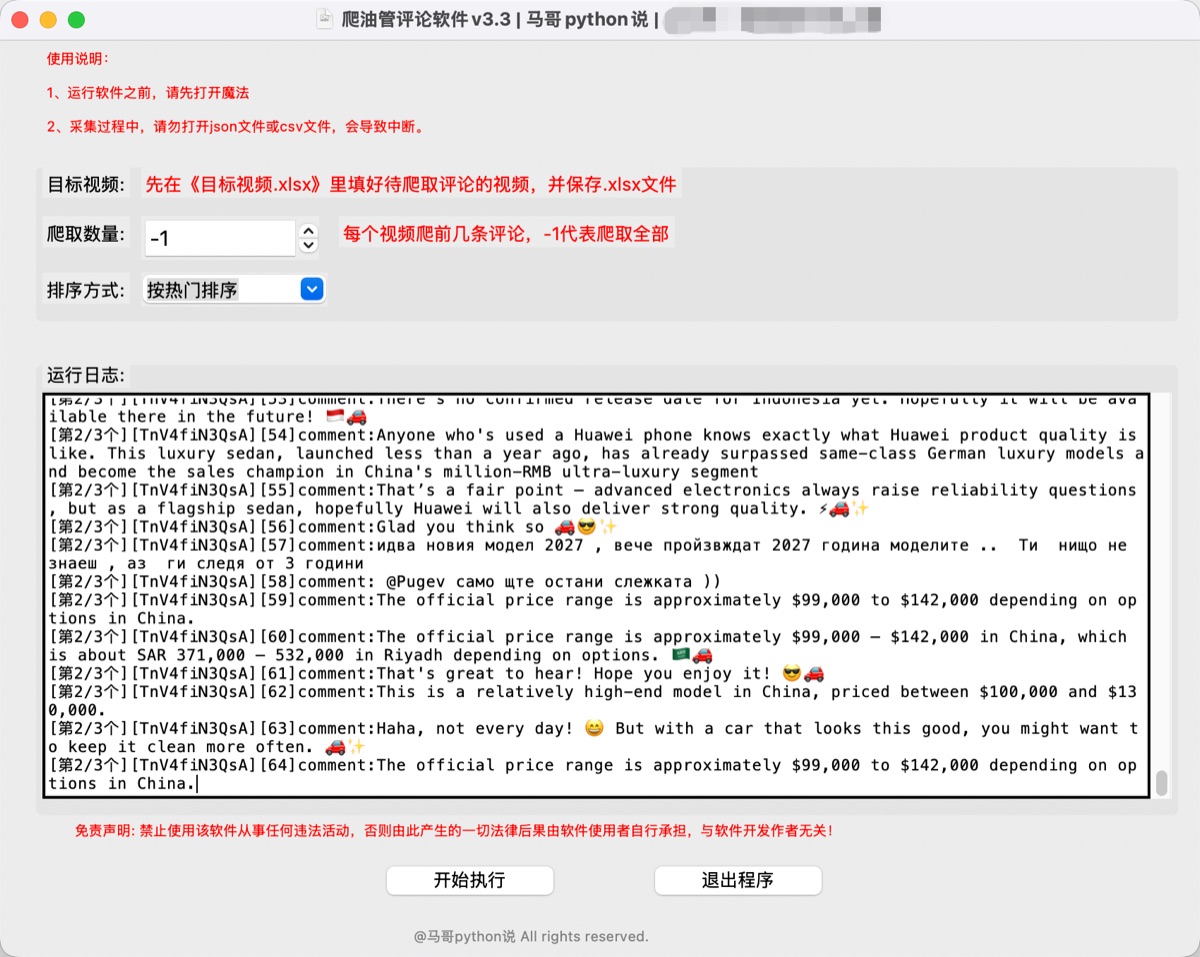 爬油管评论软件v3.3 | 马哥python说 |
使用说明:
1、运行软件之前，请先打开魔法
2、采集过程中，请勿打开json文件或csv文件，会导致中断。
目标视频: 先在《目标视频.xlsx》里填好待爬取评论的视频，并保存.xlsx文件
爬取数量: -1 每个视频爬前几条评论，-1代表爬取全部
排序方式: 按热门排序
运行日志:
[第2/3个][TnV4fiN3QsA][53]comment:There's no confirmed release date for Indonesia yet. Hopefully it will be ava
ilable there in the future! 🇮🇩🚗
[第2/3个][TnV4fiN3QsA][54]comment:Anyone who's used a Huawei phone knows exactly what Huawei product quality is
like. This luxury sedan, launched less than a year ago, has already surpassed same-class German luxury models a
nd become the sales champion in China's million-RMB ultra-luxury segment
[第2/3个][TnV4fiN3QsA][55]comment:That’s a fair point — advanced electronics always raise reliability questions
, but as a flagship sedan, hopefully Huawei will also deliver strong quality. ⚡🚗✨
[第2/3个][TnV4fiN3QsA][56]comment:Glad you think so 🚗😎✨
[第2/3个][TnV4fiN3QsA][57]comment:идва новия модел 2027 , вече пройзвждат 2027 година моделите ..  Ти  нищо не
знаеш , аз  ги следя от 3 години
[第2/3个][TnV4fiN3QsA][58]comment: @Pugev само щте остани слежката ))
[第2/3个][TnV4fiN3QsA][59]comment:The official price range is approximately $99,000 to $142,000 depending on op
tions in China.
[第2/3个][TnV4fiN3QsA][60]comment:The official price range is approximately $99,000 – $142,000 in China, which
is about SAR 371,000 – 532,000 in Riyadh depending on options. 🇸🇦🚗
[第2/3个][TnV4fiN3QsA][61]comment:That's great to hear! Hope you enjoy it! 😎🚗
[第2/3个][TnV4fiN3QsA][62]comment:This is a relatively high-end model in China, priced between $100,000 and $13
0,000.
[第2/3个][TnV4fiN3QsA][63]comment:Haha, not every day! 😄 But with a car that looks this good, you might want t
o keep it clean more often. 🚗✨
[第2/3个][TnV4fiN3QsA][64]comment:The official price range is approximately $99,000 to $142,000 depending on op
tions in China.
免责声明: 禁止使用该软件从事任何违法活动，否则由此产生的一切法律后果由软件使用者自行承担，与软件开发作者无关!
开始执行 退出程序
@马哥python说 All rights reserved.